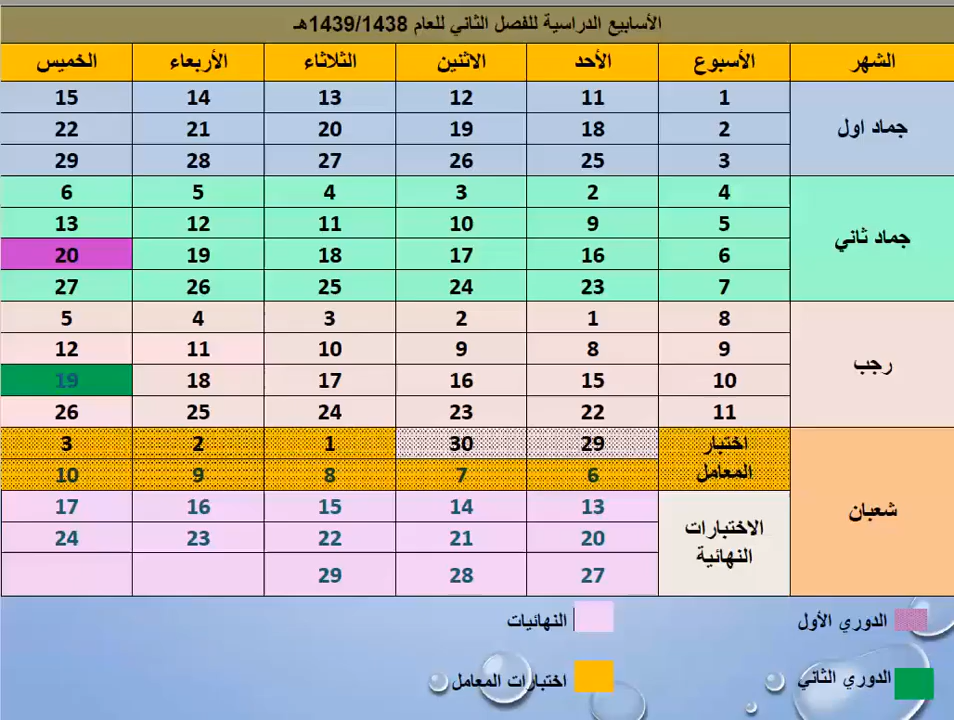 الأسابيع الدراسية للفصل الثاني للعام 1439/1438هـ
الشهر الأسبوع الأحد الاثنين الثلاثاء الأربعاء الخميس
جماد اول
1 11 12 13 14 15
2 18 19 20 21 22
3 25 26 27 28 29
جماد ثاني
4 2 3 4 5 6
5 9 10 11 12 13
6 16 17 18 19 20
7 23 24 25 26 27
رجب
8 1 2 3 4 5
9 8 9 10 11 12
10 15 16 17 18 19
11 22 23 24 25 26
شعبان
اختبار المعامل
29 30 1 2 3
6 7 8 9 10
الاختبارات النهائية
13 14 15 16 17
20 21 22 23 24
27 28 29
الدوري الأول النهائيات
الدوري الثاني اختبارات المعامل